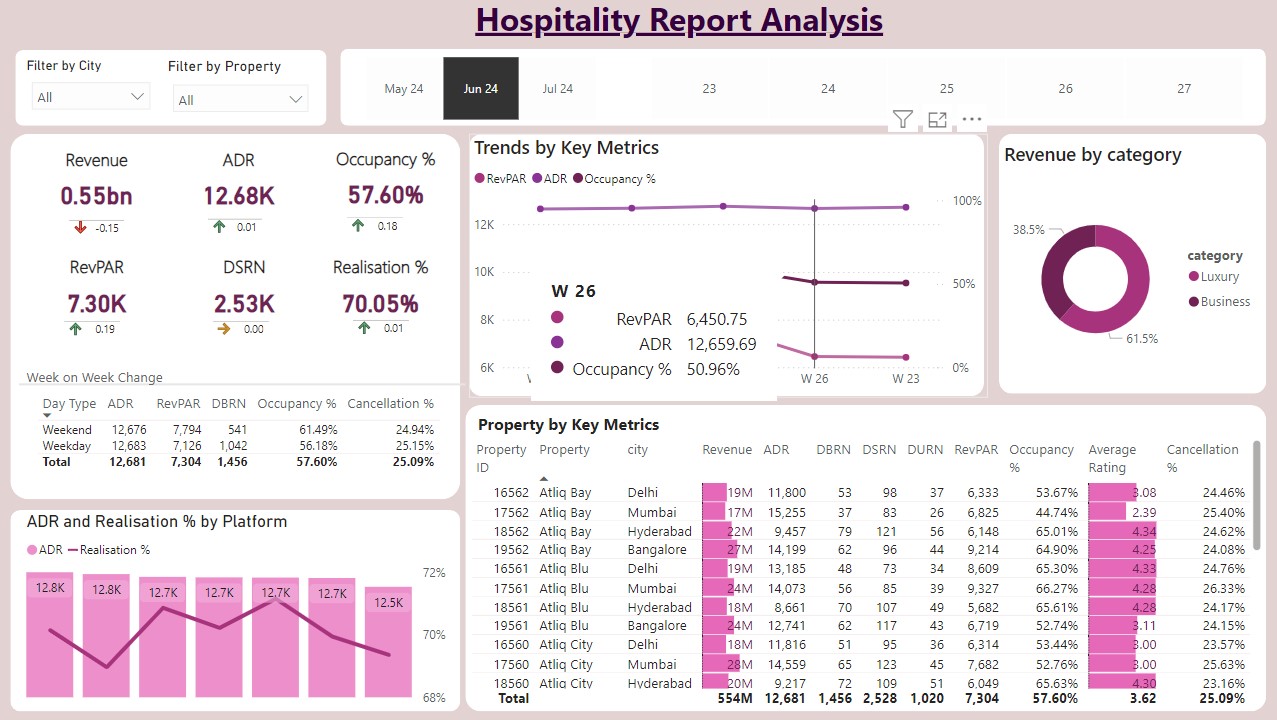 Hospitality Report Analysis
Filter by City
All
Filter by Property
All
May 24 Jun 24 Jul 24 23 24 25 26 27
Revenue ADR Occupancy %
0.55bn 12.68K 57.60%
-0.15 0.01 0.18
RevPAR DSRN Realisation %
7.30K 2.53K 70.05%
0.19 0.00 0.01
Week on Week Change
Day Type ADR RevPAR DBRN Occupancy % Cancellation %
Weekend 12,676 7,794 541 61.49% 24.94%
Weekday 12,683 7,126 1,042 56.18% 25.15%
Total 12,681 7,304 1,456 57.60% 25.09%
ADR and Realisation % by Platform
ADR Realisation %
12.8K 12.8K 12.7K 12.7K 12.7K 12.7K 12.5K
72%
70%
68%
Trends by Key Metrics
RevPAR ADR Occupancy %
12K
10K
8K
6K
100%
50%
0%
W 26
RevPAR 6,450.75
ADR 12,659.69
Occupancy % 50.96%
W 26 W 23
Revenue by category
38.5%
61.5%
category
Luxury
Business
Property by Key Metrics
Property ID Property city Revenue ADR DBRN DSRN DURN RevPAR Occupancy % Average Rating Cancellation %
16562 Atliq Bay Delhi 19M 11,800 53 98 37 6,333 53.67% 3.08 24.46%
17562 Atliq Bay Mumbai 17M 15,255 37 83 26 6,825 44.74% 2.39 25.40%
18562 Atliq Bay Hyderabad 22M 9,457 79 121 56 6,148 65.01% 4.34 24.62%
19562 Atliq Bay Bangalore 27M 14,199 62 96 44 9,214 64.90% 4.25 24.08%
16561 Atliq Blu Delhi 19M 13,185 48 73 34 8,609 65.30% 4.33 24.76%
17561 Atliq Blu Mumbai 24M 14,073 56 85 39 9,327 66.27% 4.28 26.33%
18561 Atliq Blu Hyderabad 18M 8,661 70 107 49 5,682 65.61% 4.28 24.17%
19561 Atliq Blu Bangalore 24M 12,741 62 117 43 6,719 52.74% 3.11 24.15%
16560 Atliq City Delhi 18M 11,816 51 95 36 6,314 53.44% 3.00 23.57%
17560 Atliq City Mumbai 28M 14,559 65 123 45 7,682 52.76% 3.00 25.63%
18560 Atliq City Hyderabad 20M 9,217 72 109 51 6,049 65.63% 4.30 23.16%
Total 554M 12,681 1,456 2,528 1,020 7,304 57.60% 3.62 25.09%